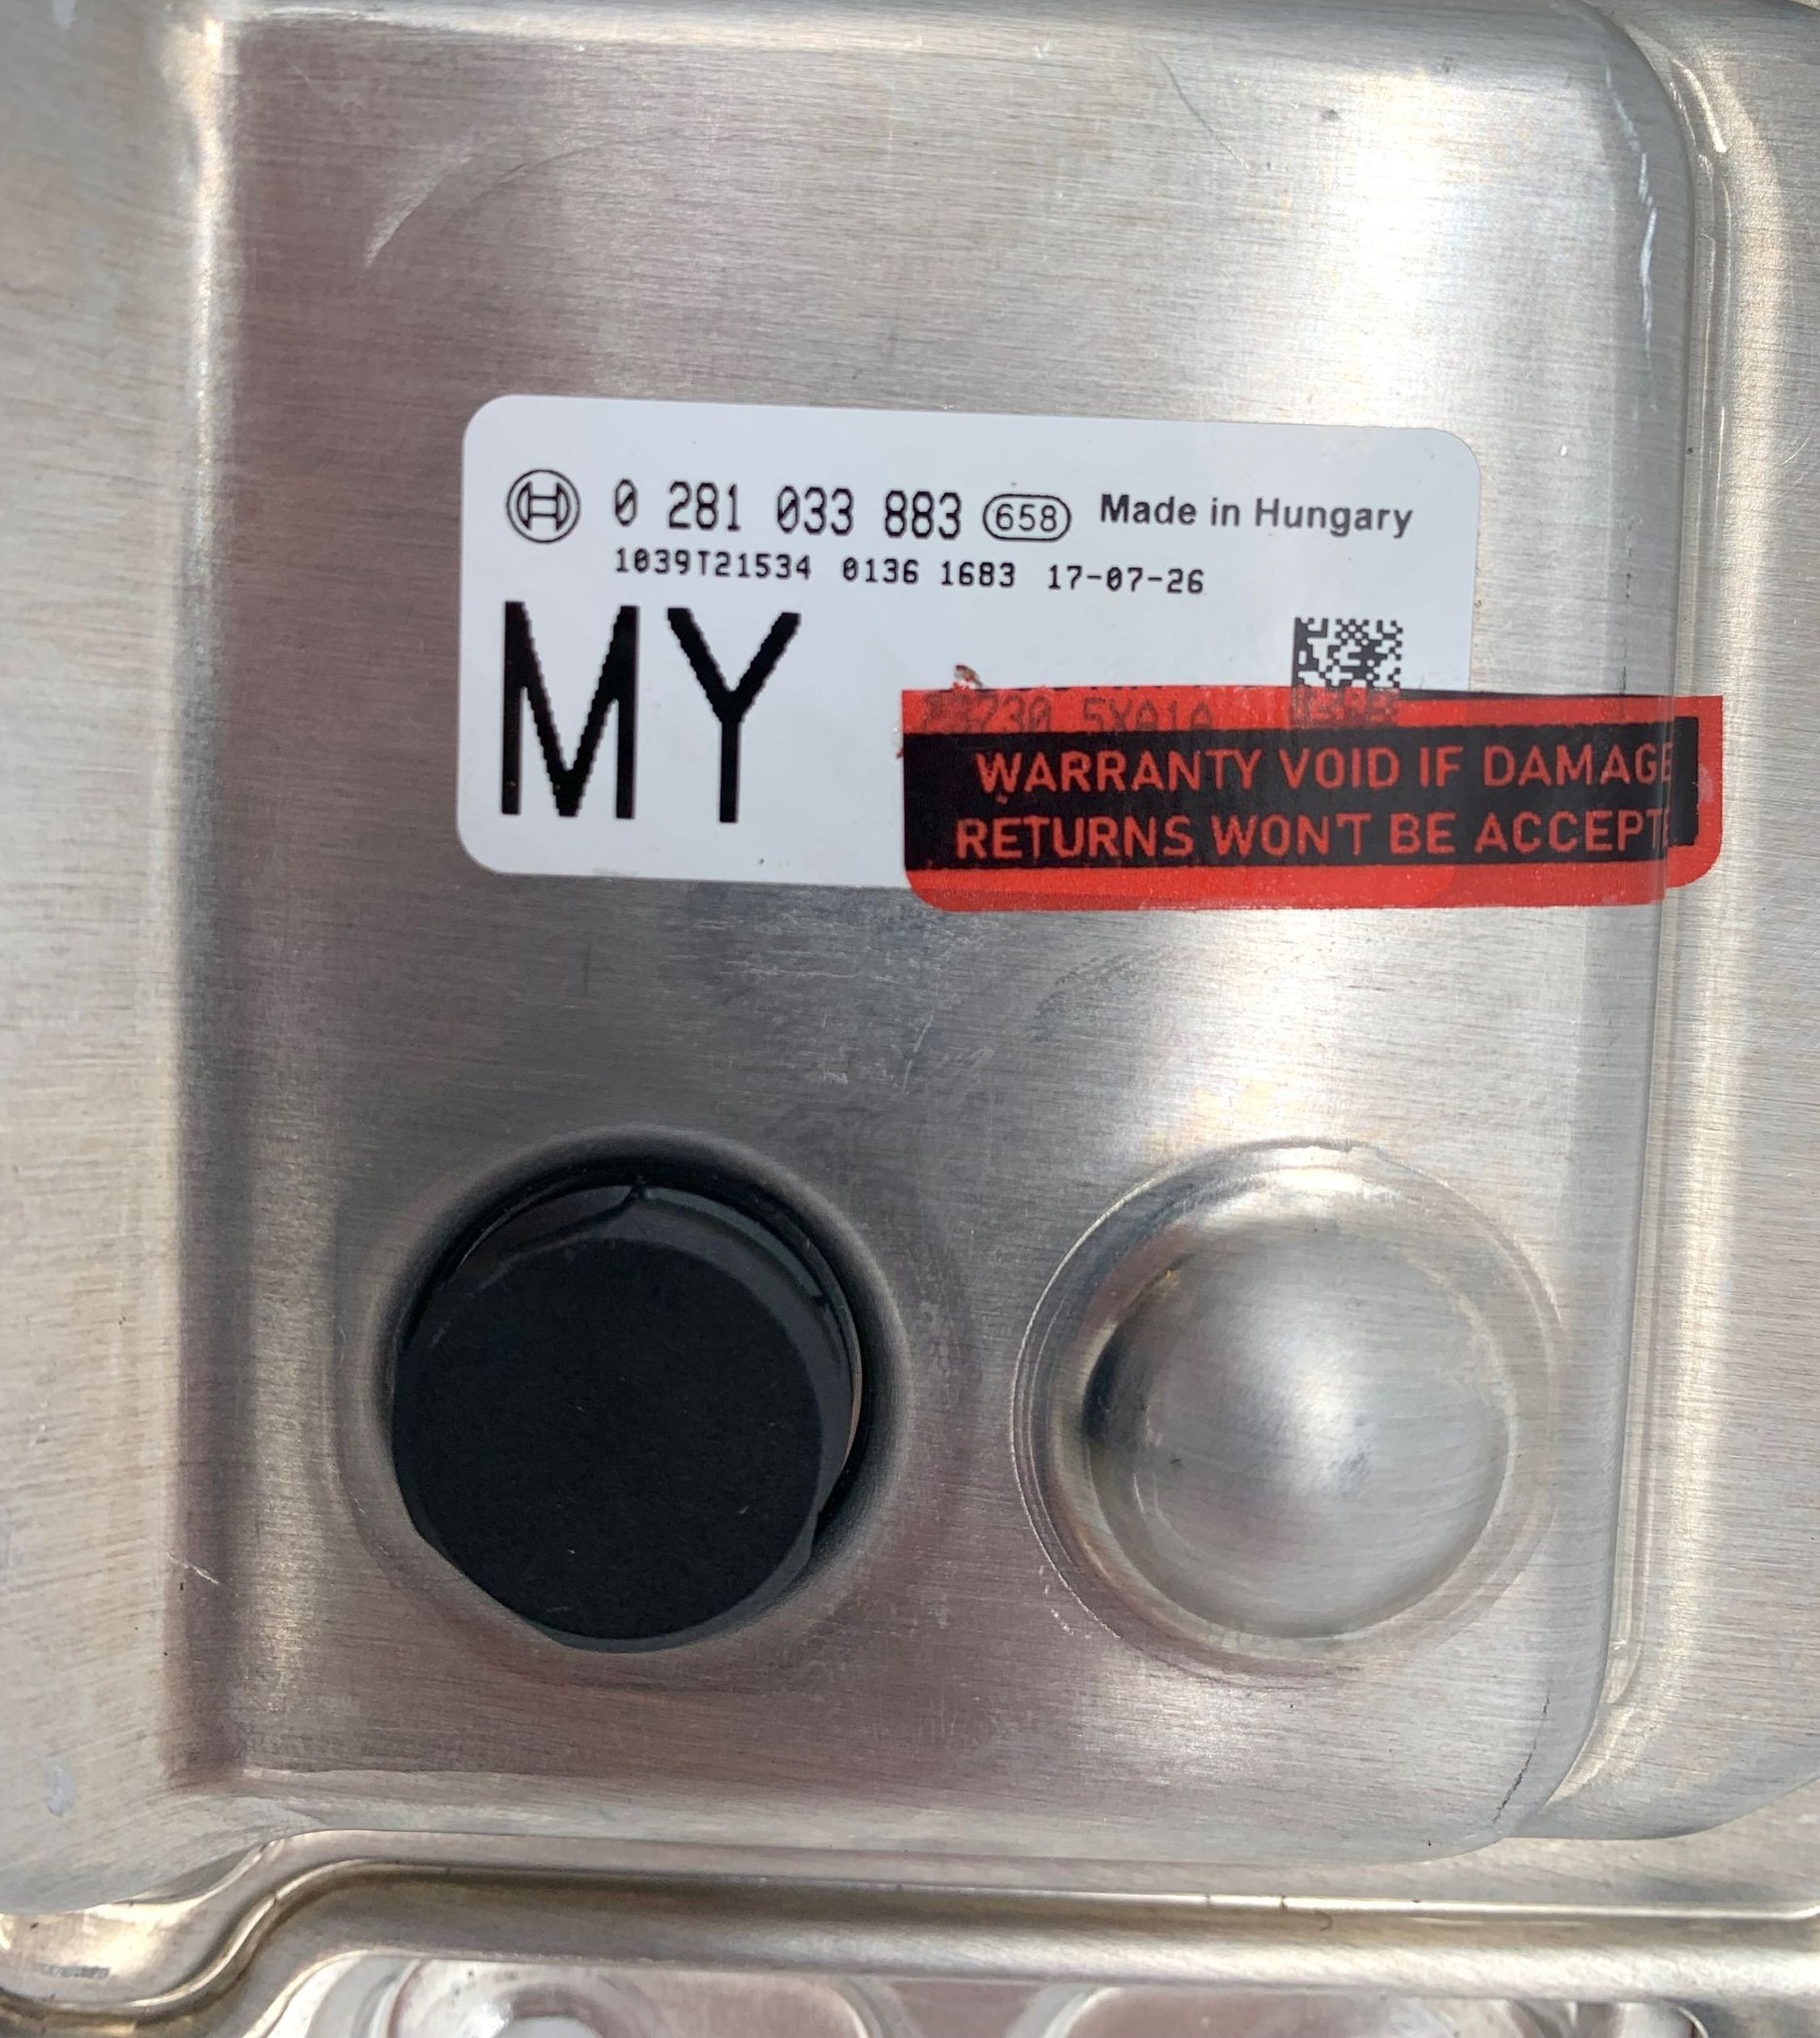 0 281 033 883 658 Made in Hungary
1039T21534 0136 1683 17-07-26
MY
5XA1A
WARRANTY VOID IF DAMAGE
RETURNS WON'T BE ACCEPT